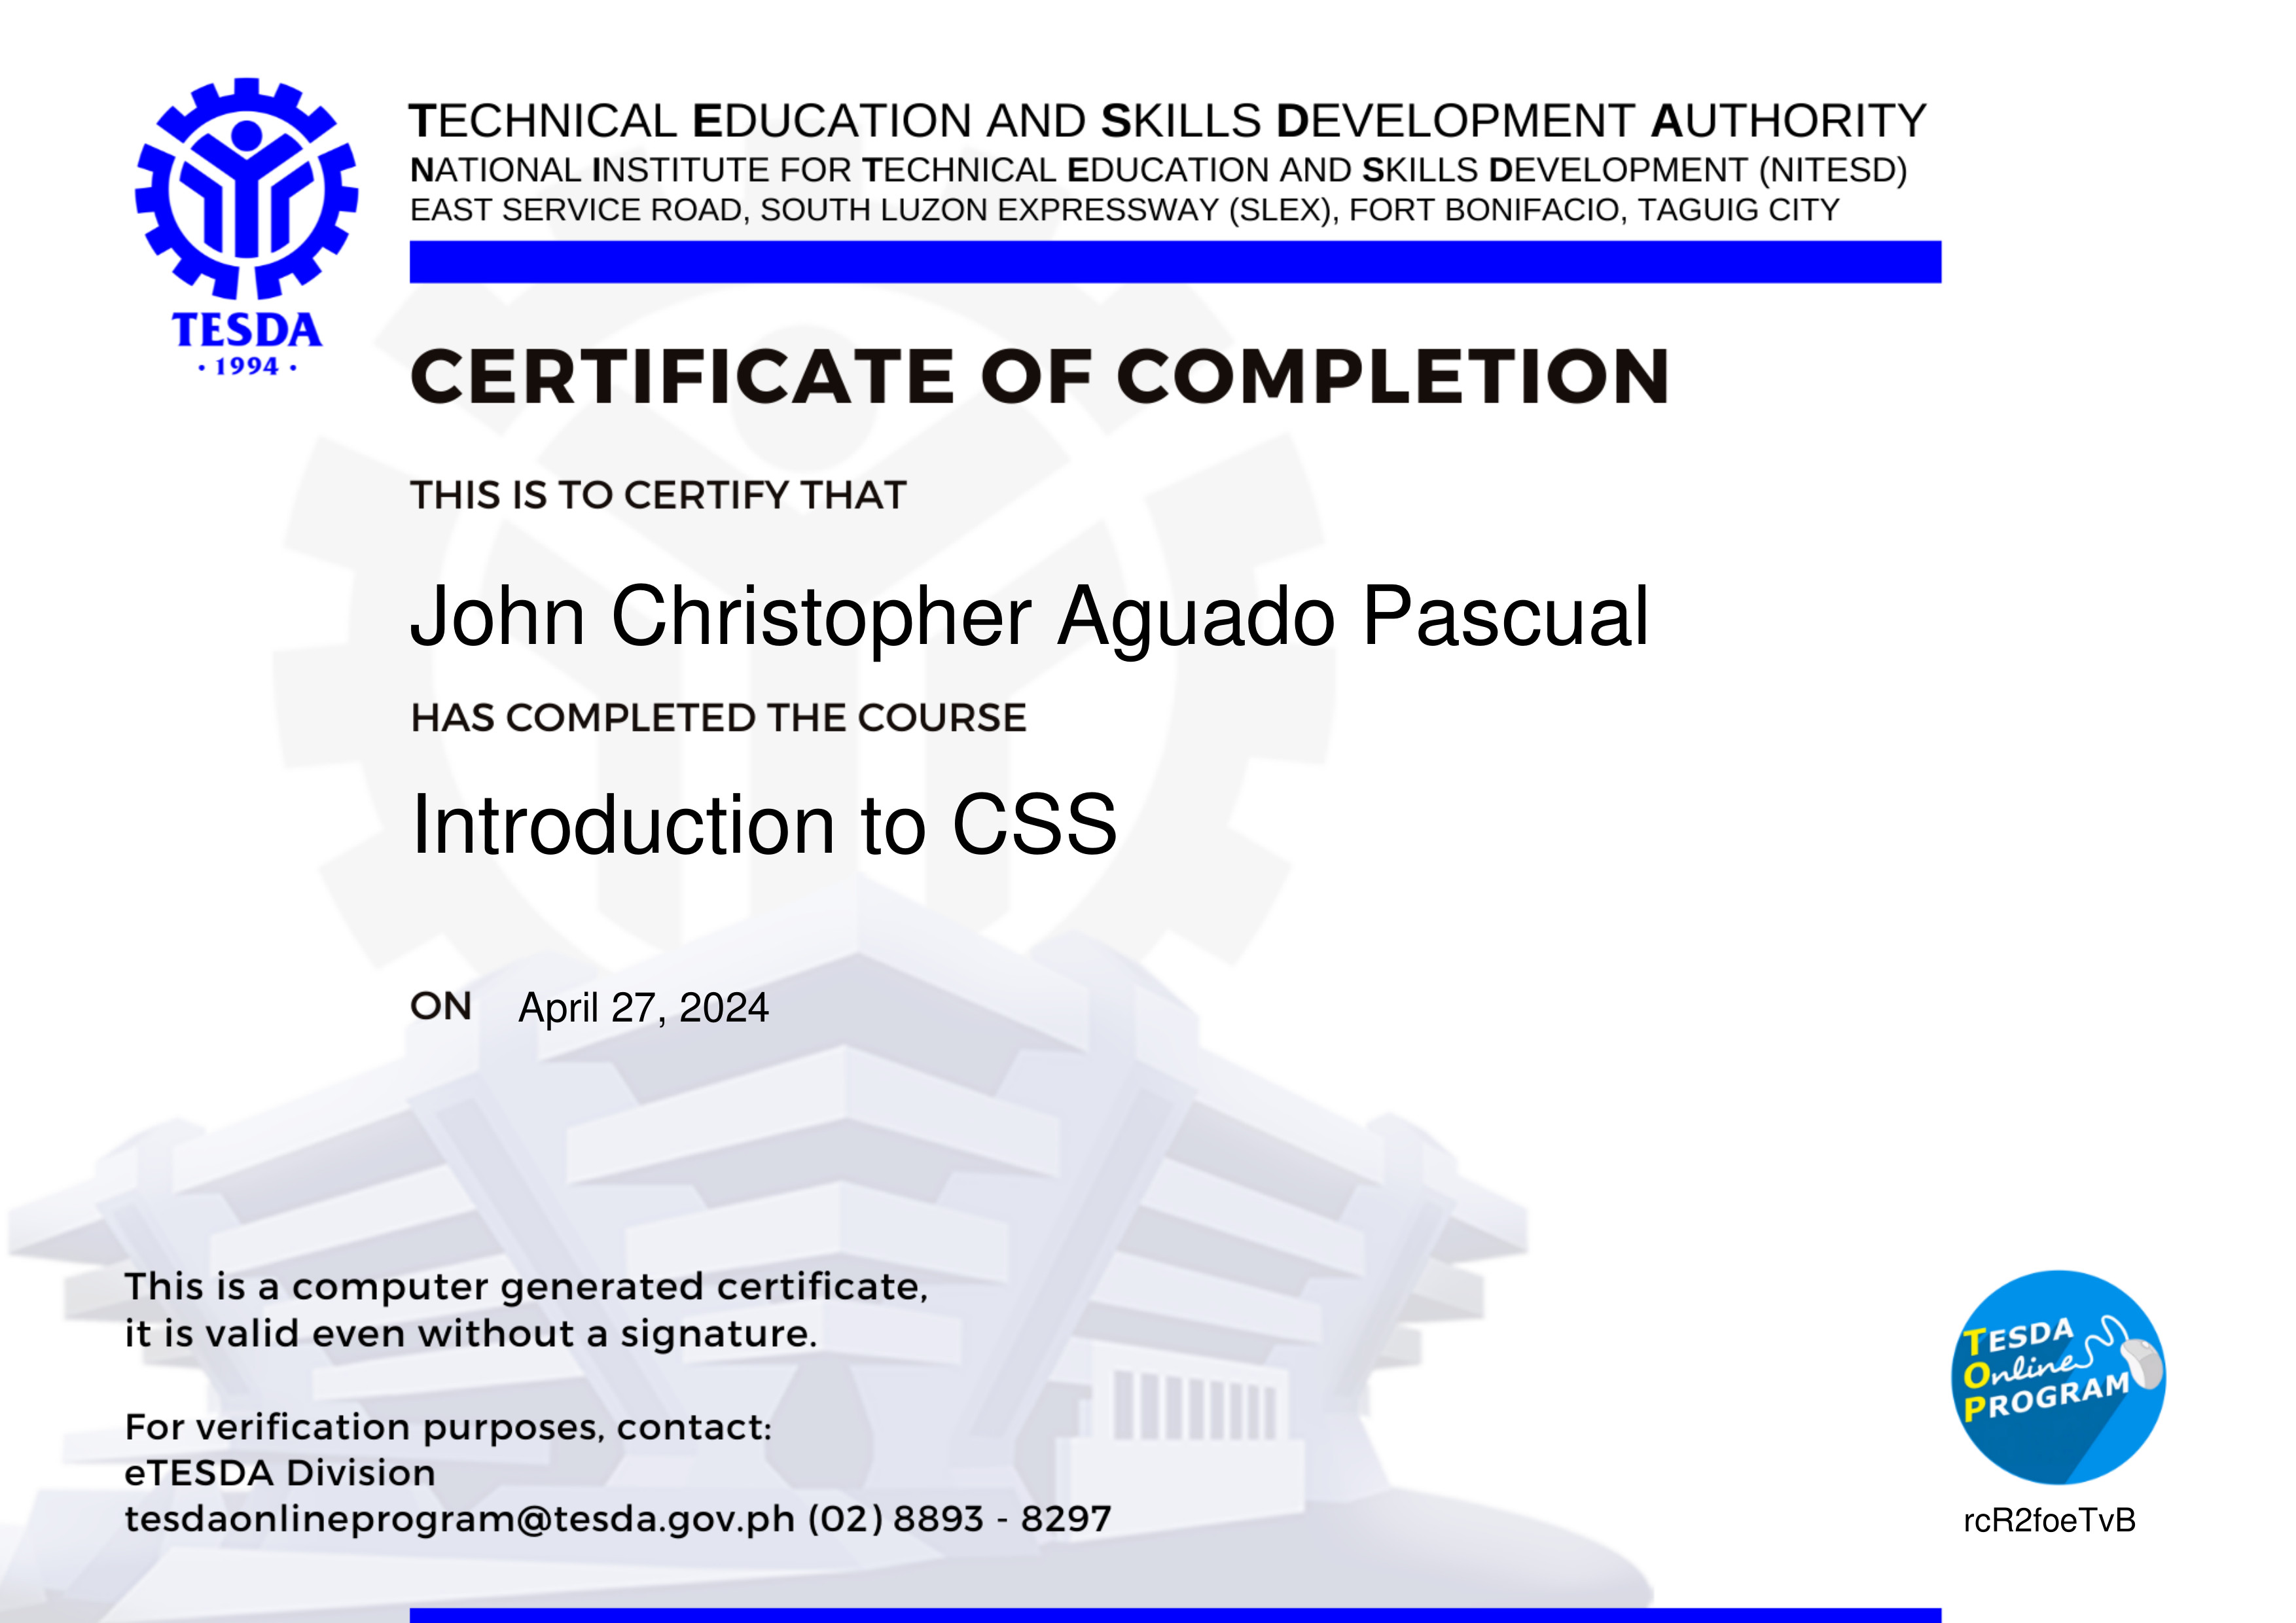 TECHNICAL EDUCATION AND SKILLS DEVELOPMENT AUTHORITY
NATIONAL INSTITUTE FOR TECHNICAL EDUCATION AND SKILLS DEVELOPMENT (NITESD)
EAST SERVICE ROAD, SOUTH LUZON EXPRESSWAY (SLEX), FORT BONIFACIO, TAGUIG CITY
TESDA
· 1994 ·
CERTIFICATE OF COMPLETION
THIS IS TO CERTIFY THAT
John Christopher Aguado Pascual
HAS COMPLETED THE COURSE
Introduction to CSS
ON April 27, 2024
This is a computer generated certificate,
it is valid even without a signature.
For verification purposes, contact:
eTESDA Division
tesdaonlineprogram@tesda.gov.ph (02) 8893 - 8297
TESDA
Online
PROGRAM
rcR2foeTvB